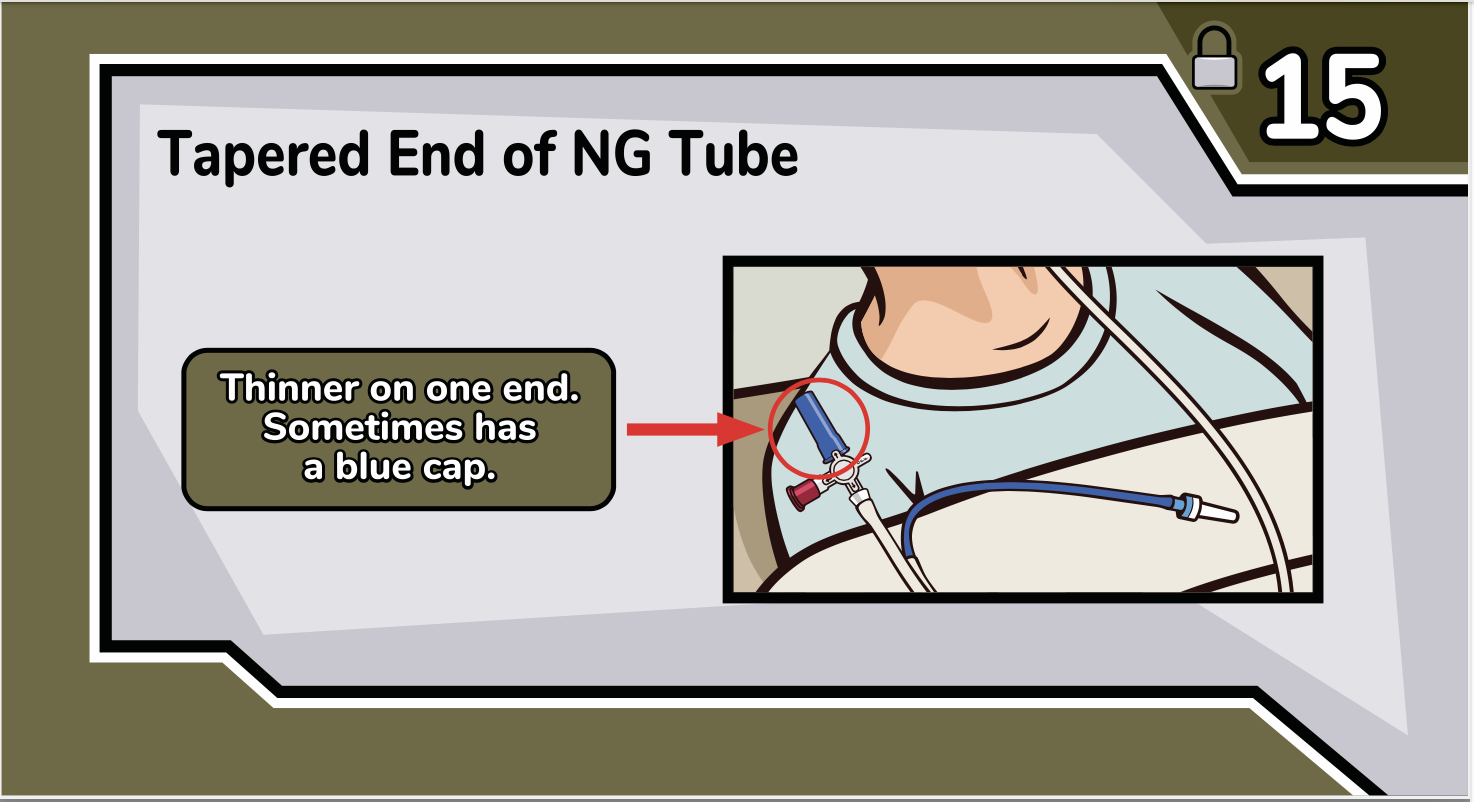 15
Tapered End of NG Tube
Thinner on one end.
Sometimes has
a blue cap.